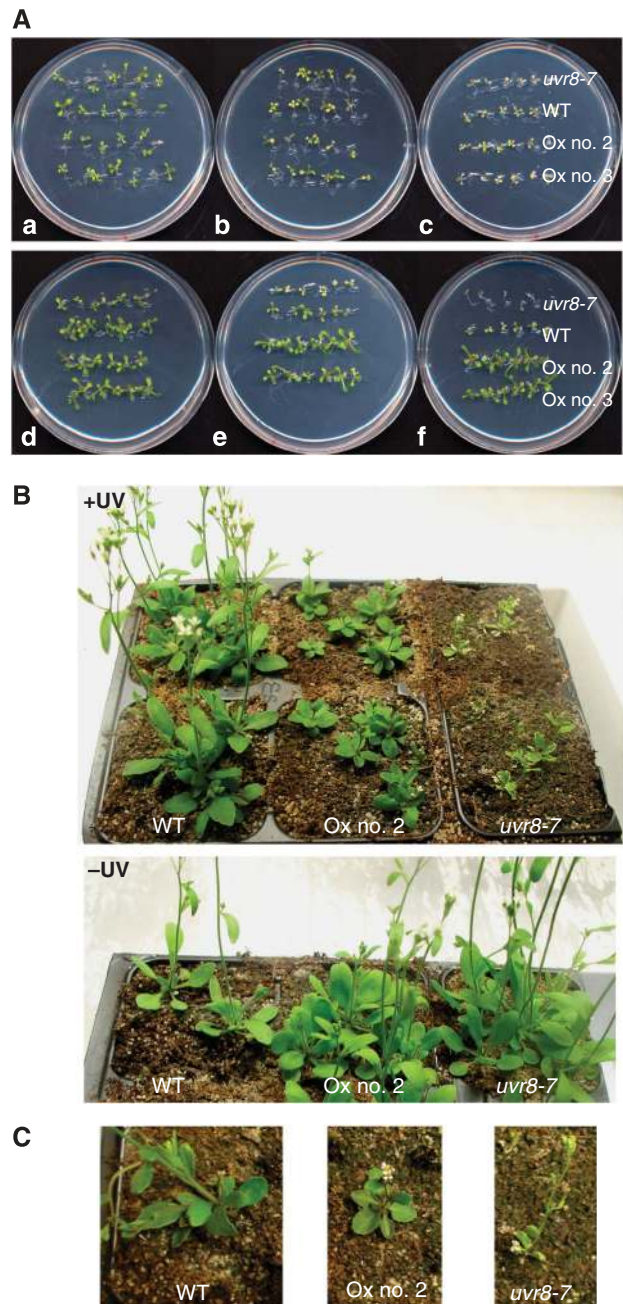 A
a
b
c
uvr8-7
WT
Ox no. 2
Ox no. 3
d
e
f
uvr8-7
WT
Ox no. 2
Ox no. 3
B
+UV
WT
Ox no. 2
uvr8-7
–UV
WT
Ox no. 2
uvr8-7
C
WT
Ox no. 2
uvr8-7